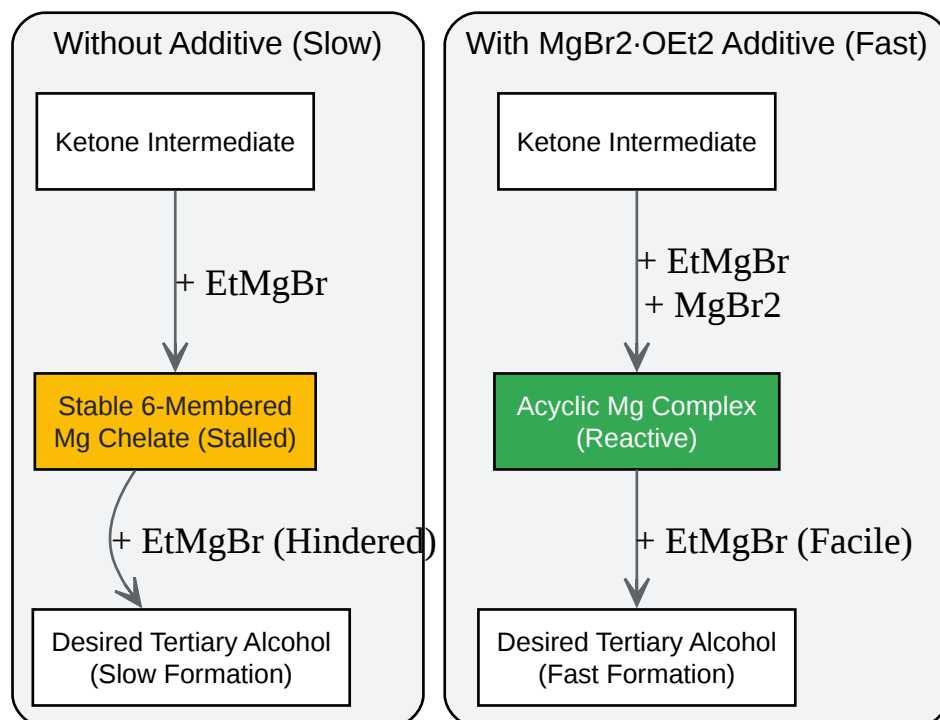 Without Additive (Slow)
Ketone Intermediate
+ EtMgBr
Stable 6-Membered
Mg Chelate (Stalled)
+ EtMgBr (Hindered)
Desired Tertiary Alcohol
(Slow Formation)
With MgBr2·OEt2 Additive (Fast)
Ketone Intermediate
+ EtMgBr
+ MgBr2
Acyclic Mg Complex
(Reactive)
+ EtMgBr (Facile)
Desired Tertiary Alcohol
(Fast Formation)